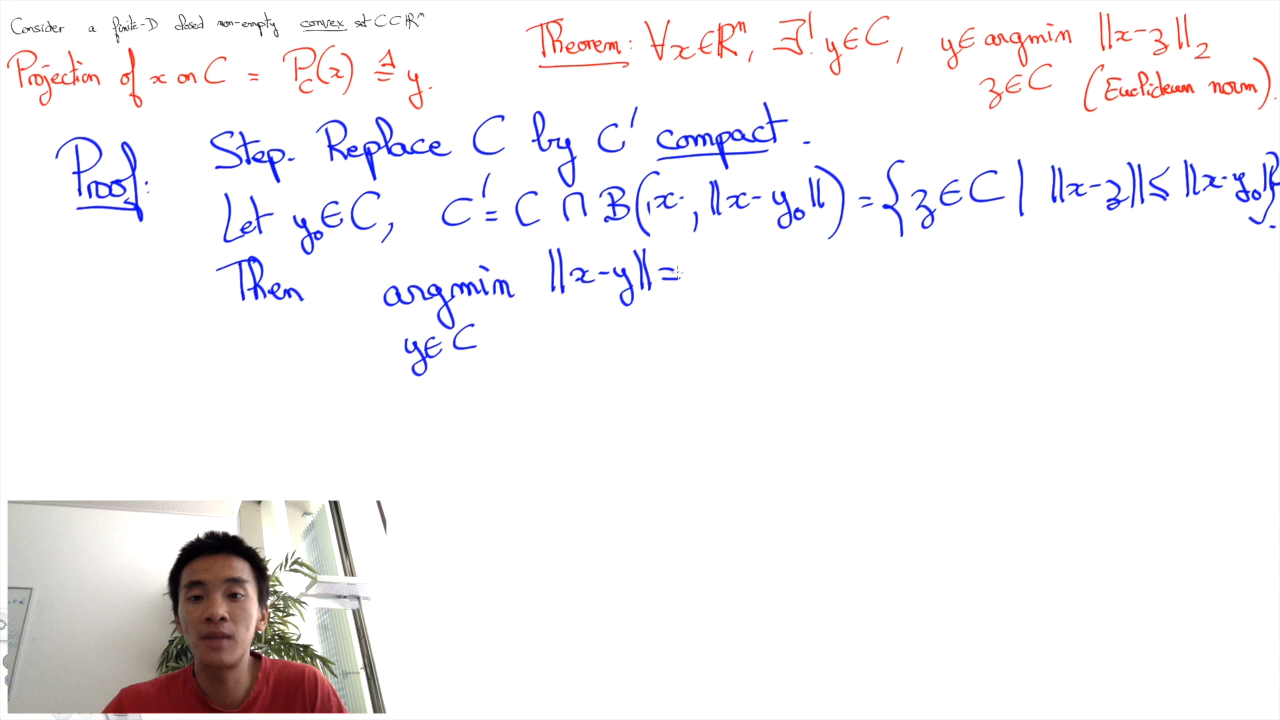 Consider a finite-D closed non-empty convex set C⊂ℝⁿ
Projection of x on C = P_C(x) ≜ y.
Theorem: ∀x∈ℝⁿ, ∃! y∈C, y∈argmin ‖x-z‖₂
z∈C (Euclidean norm).
Proof: Step. Replace C by C' compact.
Let y₀∈C, C' = C ∩ B(x, ‖x-y₀‖) = {z∈C | ‖x-z‖≤ ‖x-y₀‖}.
Then argmin ‖x-y‖=
y∈C